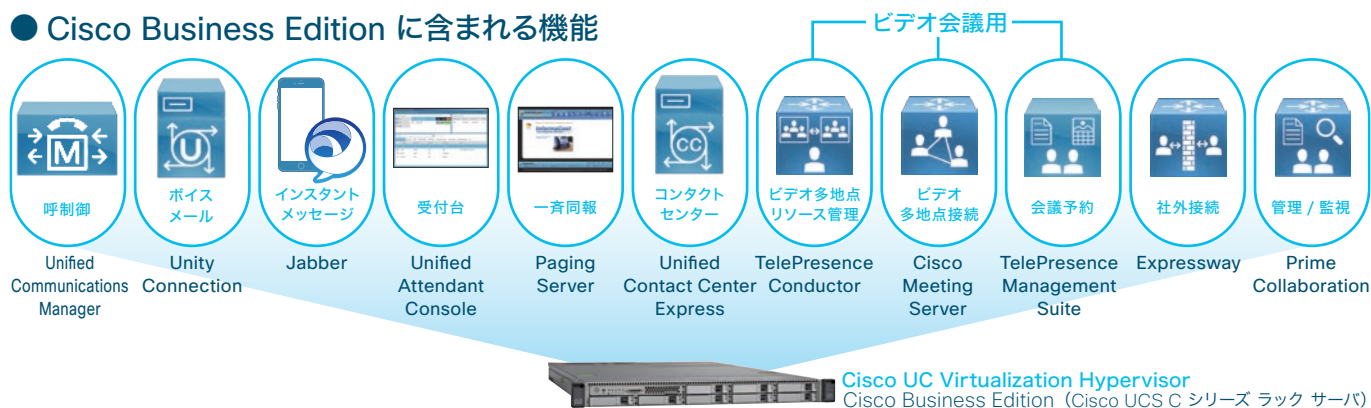 ● Cisco Business Edition に含まれる機能
ビデオ会議用
M
呼制御
U
ボイス
メール
インスタント
メッセージ
受付台
一斉同報
CC
コンタクト
センター
ビデオ多地点
リソース管理
ビデオ
多地点接続
会議予約
社外接続
管理 / 監視
Unified
Communications
Manager
Unity
Connection
Jabber
Unified
Attendant
Console
Paging
Server
Unified
Contact Center
Express
TelePresence
Conductor
Cisco
Meeting
Server
TelePresence
Management
Suite
Expressway
Prime
Collaboration
Cisco UC Virtualization Hypervisor
Cisco Business Edition（Cisco UCS C シリーズ ラック サーバ）